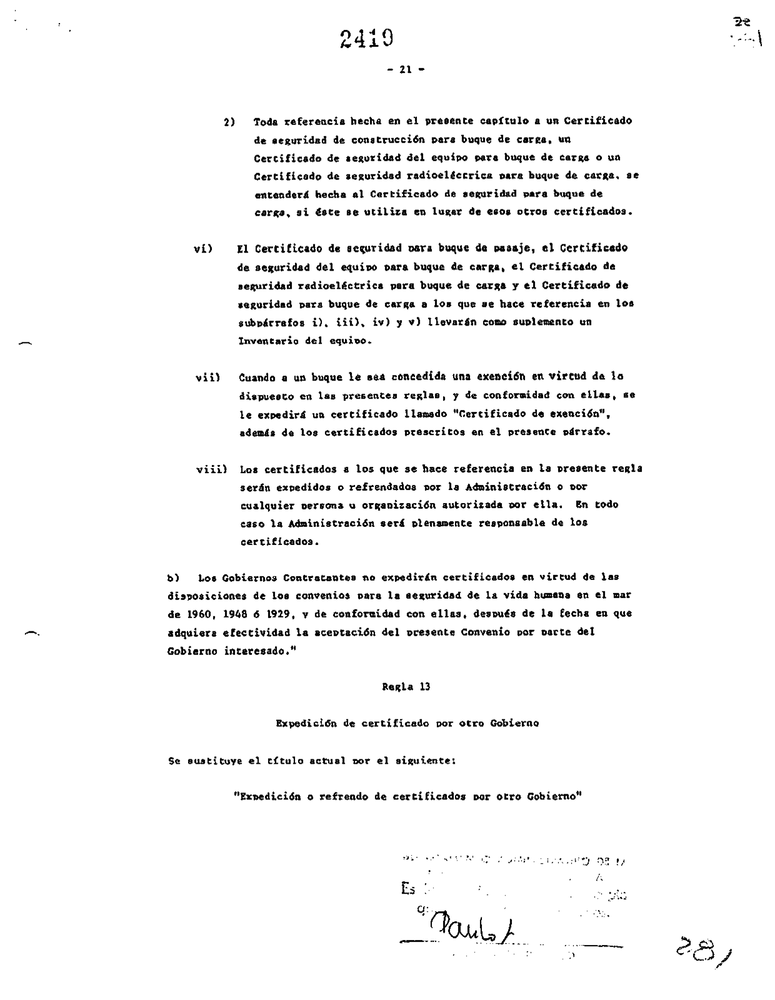 22
2419
- 21 -
2) Toda referencia hecha en el presente capítulo a un Certificado
de seguridad de construcción para buque de carga, un
Certificado de seguridad del equipo para buque de carga o un
Certificado de seguridad radioeléctrica para buque de carga, se
entenderá hecha al Certificado de seguridad para buque de
carga, si éste se utiliza en lugar de esos otros certificados.
vi) El Certificado de seguridad para buque de pasaje, el Certificado
de seguridad del equipo para buque de carga, el Certificado de
seguridad radioeléctrica para buque de carga y el Certificado de
seguridad para buque de carga a los que se hace referencia en los
subpárrafos i), iii), iv) y v) llevarán como suplemento un
Inventario del equipo.
vii) Cuando a un buque le sea concedida una exención en virtud de lo
dispuesto en las presentes reglas, y de conformidad con ellas, se
le expedirá un certificado llamado "Certificado de exención",
además de los certificados prescritos en el presente párrafo.
viii) Los certificados a los que se hace referencia en la presente regla
serán expedidos o refrendados por la Administración o por
cualquier persona u organización autorizada por ella. En todo
caso la Administración será plenamente responsable de los
certificados.
b) Los Gobiernos Contratantes no expedirán certificados en virtud de las
disposiciones de los convenios para la seguridad de la vida humana en el mar
de 1960, 1948 ó 1929, y de conformidad con ellas, después de la fecha en que
adquiera efectividad la aceptación del presente Convenio por parte del
Gobierno interesado."
Regla 13
Expedición de certificado por otro Gobierno
Se sustituye el título actual por el siguiente:
"Expedición o refrendo de certificados por otro Gobierno"
Es
281